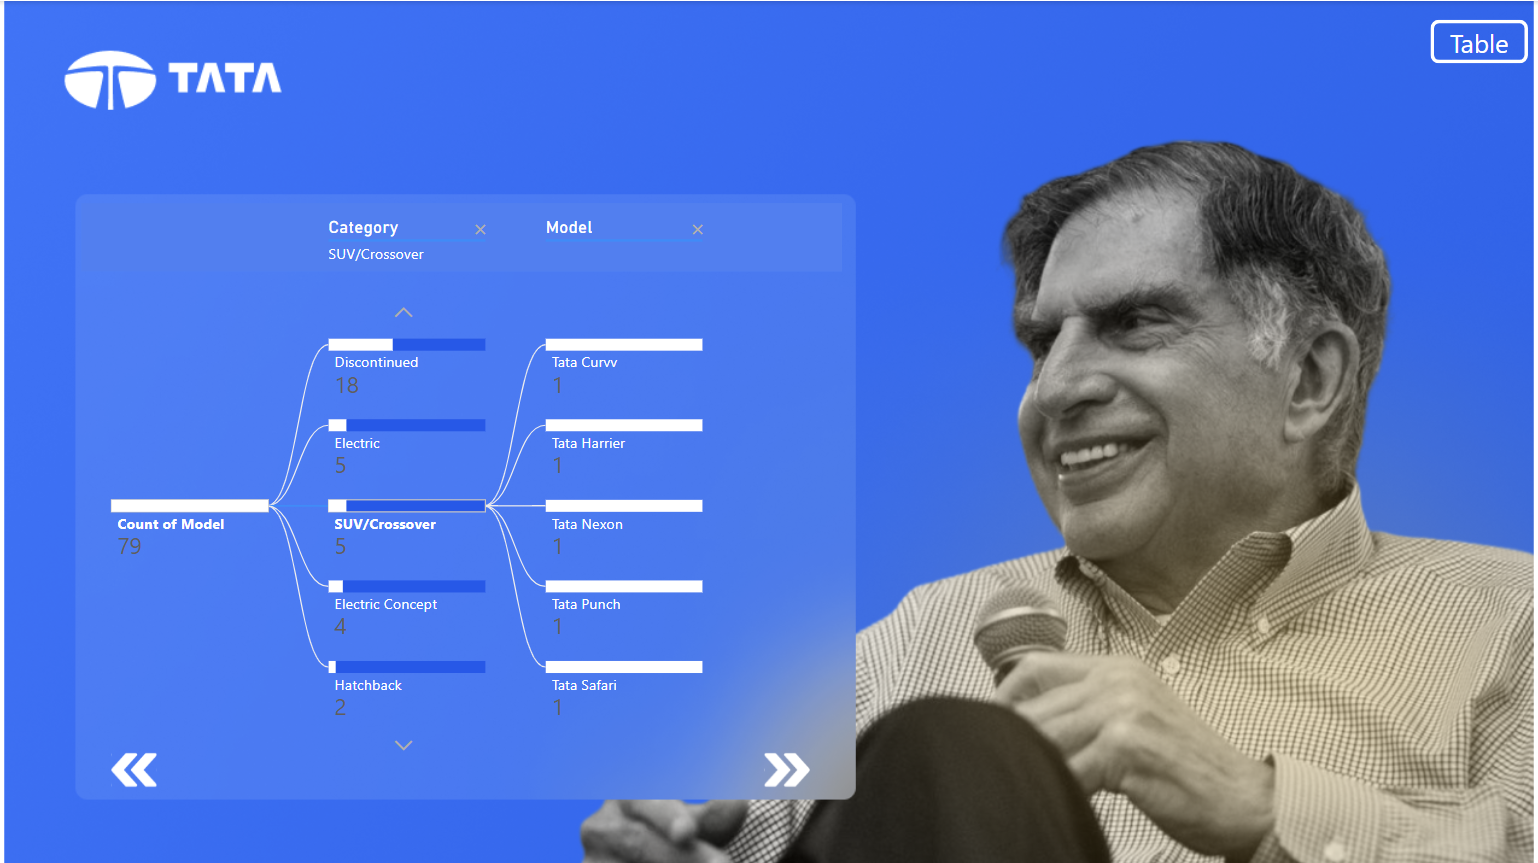 TATA
Table
Category
Model
SUV/Crossover
Discontinued
18
Electric
5
Count of Model
79
SUV/Crossover
5
Electric Concept
4
Hatchback
2
Tata Curvv
1
Tata Harrier
1
Tata Nexon
1
Tata Punch
1
Tata Safari
1